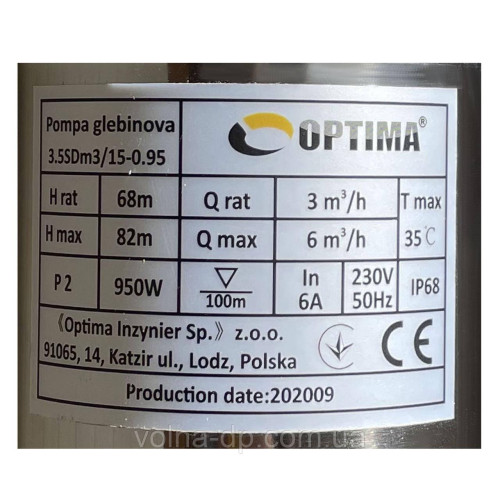 Pompa glebinova
3.5SDm3/15-0.95
OPTIMA®
H rat 68m Q rat 3 m³/h T max
H max 82m Q max 6 m³/h 35℃
P 2 950W 100m In 6A 230V 50Hz IP68
《Optima Inzynier Sp.》 z.o.o.
91065, 14, Katzir ul., Lodz, Polska
CE
Production date:202009
volna-dp.com.ua